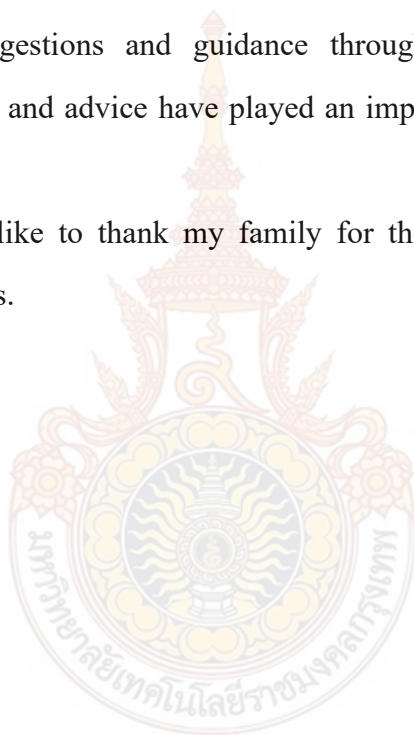 gestions and guidance throug
and advice have played an imp
like to thank my family for th
s.
มหาวิทยาลัยเทคโนโลยีราชมงคลกรุงเทพ